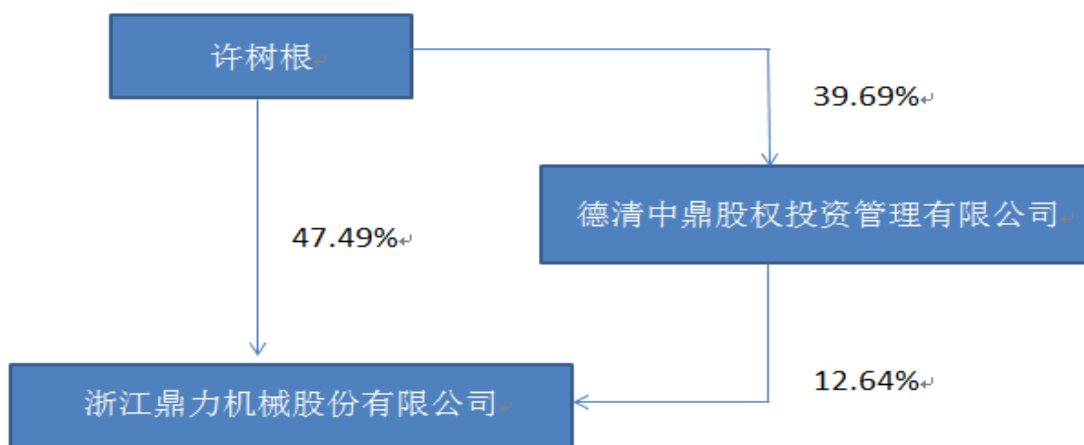 许树根
39.69%
德清中鼎股权投资管理有限公司
47.49%
12.64%
浙江鼎力机械股份有限公司